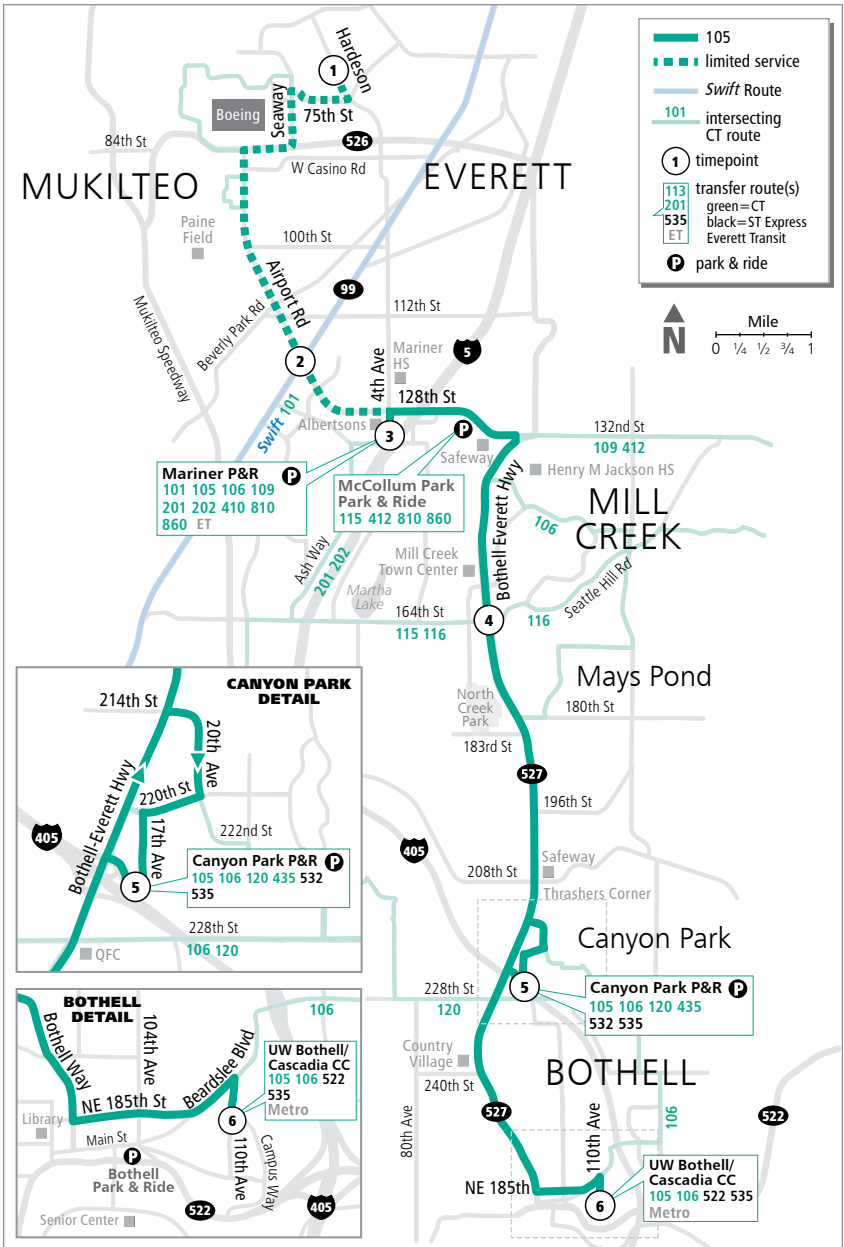 Hardeson
1
Seaway
Boeing
75th St
84th St
526
W Casino Rd
MUKILTEO
EVERETT
Paine
Field
100th St
Airport Rd
99
112th St
Beverly Park Rd
Mukilteo Speedway
2
4th Ave
Mariner
HS
5
128th St
Swift 101
Albertsons
3
P
Safeway
132nd St
109 412
Henry M Jackson HS
Mariner P&R P
101 105 106 109
201 202 410 810
860 ET
McCollum Park
Park & Ride
115 412 810 860
Bothell Everett Hwy
MILL
CREEK
106
Ash Way
201 202
Mill Creek
Town Center
Martha
Lake
Seattle Hill Rd
164th St
115 116
4
116
Mays Pond
North
Creek
Park
180th St
183rd St
527
196th St
405
208th St
Safeway
Thrashers Corner
Canyon Park
5
228th St
120
Canyon Park P&R P
105 106 120 435
532 535
Country
Village
240th St
BOTHELL
527
80th Ave
110th Ave
106
522
NE 185th
6
UW Bothell/
Cascadia CC
105 106 522 535
Metro
105
limited service
Swift Route
101
intersecting
CT route
1
timepoint
113
201
535
ET
transfer route(s)
green=CT
black=ST Express
Everett Transit
P
park & ride
N
Mile
0 ¼ ½ ¾ 1
CANYON PARK
DETAIL
214th St
20th Ave
Bothell-Everett Hwy
220th St
17th Ave
222nd St
405
5
Canyon Park P&R P
105 106 120 435 532
535
228th St
106 120
QFC
BOTHELL
DETAIL
Bothell Way
104th Ave
Beardslee Blvd
106
UW Bothell/
Cascadia CC
105 106 522
535
Metro
NE 185th St
Library
Main St
6
P
Bothell
Park & Ride
110th Ave
Campus Way
522
405
Senior Center